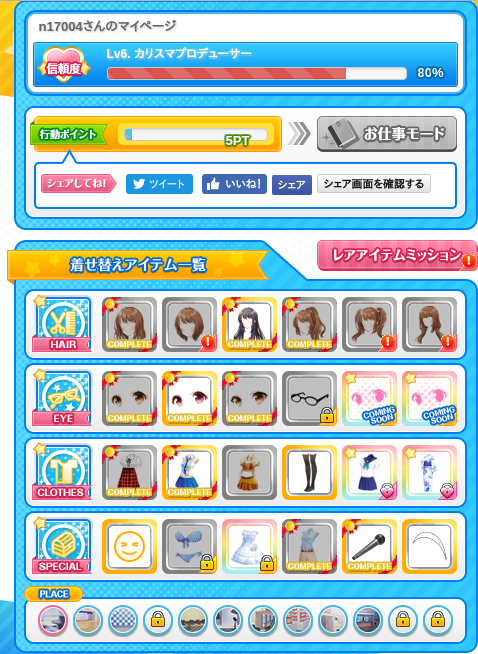 n17004さんのマイページ
信頼度
Lv6. カリスマプロデューサー
80%
行動ポイント
5PT
お仕事モード
シェアしてね!
ツイート
いいね!
シェア
シェア画面を確認する
着せ替えアイテム一覧
レアアイテムミッション
HAIR
COMPLETE
COMPLETE
COMPLETE
EYE
COMPLETE
COMPLETE
COMPLETE
COMING SOON
COMING SOON
CLOTHES
COMPLETE
COMPLETE
SPECIAL
COMPLETE
COMPLETE
PLACE